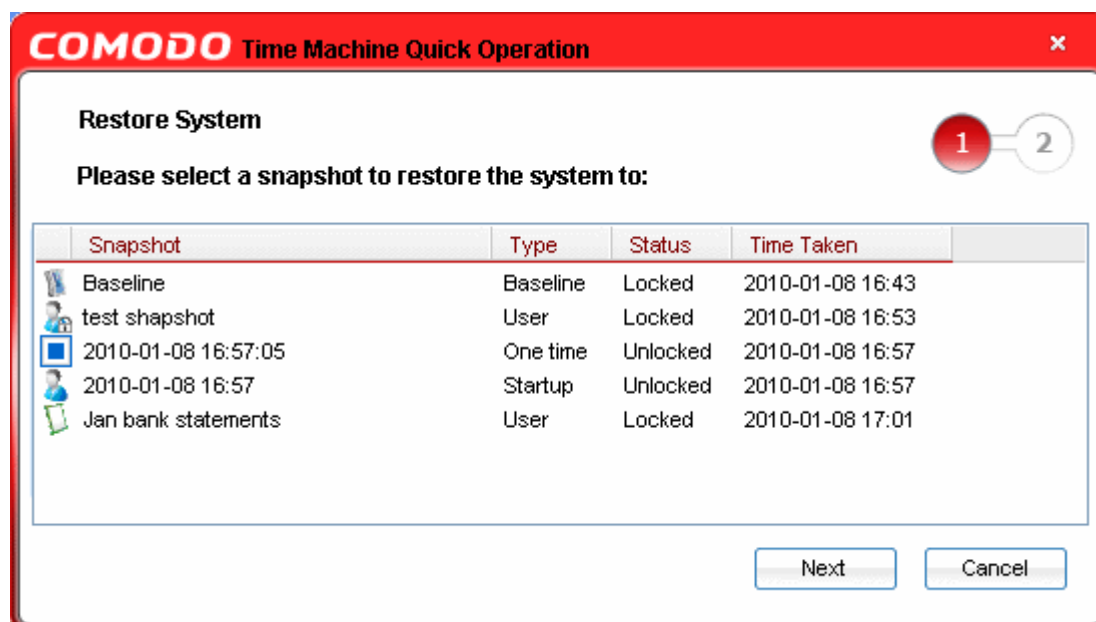 COMODO Time Machine Quick Operation
Restore System
1 2
Please select a snapshot to restore the system to:
Snapshot Type Status Time Taken
Baseline Baseline Locked 2010-01-08 16:43
test shapshot User Locked 2010-01-08 16:53
2010-01-08 16:57:05 One time Unlocked 2010-01-08 16:57
2010-01-08 16:57 Startup Unlocked 2010-01-08 16:57
Jan bank statements User Locked 2010-01-08 17:01
Next Cancel